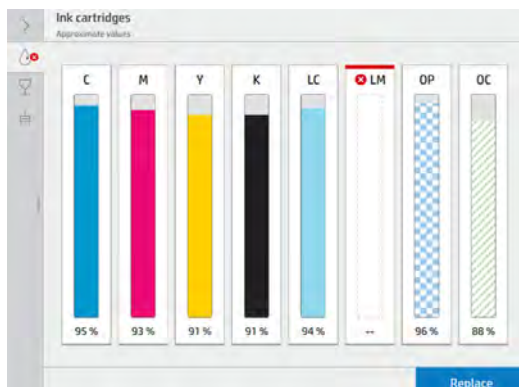 Ink cartridges
Approximate values
C M Y K LC LM OP OC
95 % 93 % 91 % 91 % 94 % -- 96 % 88 %
Replace